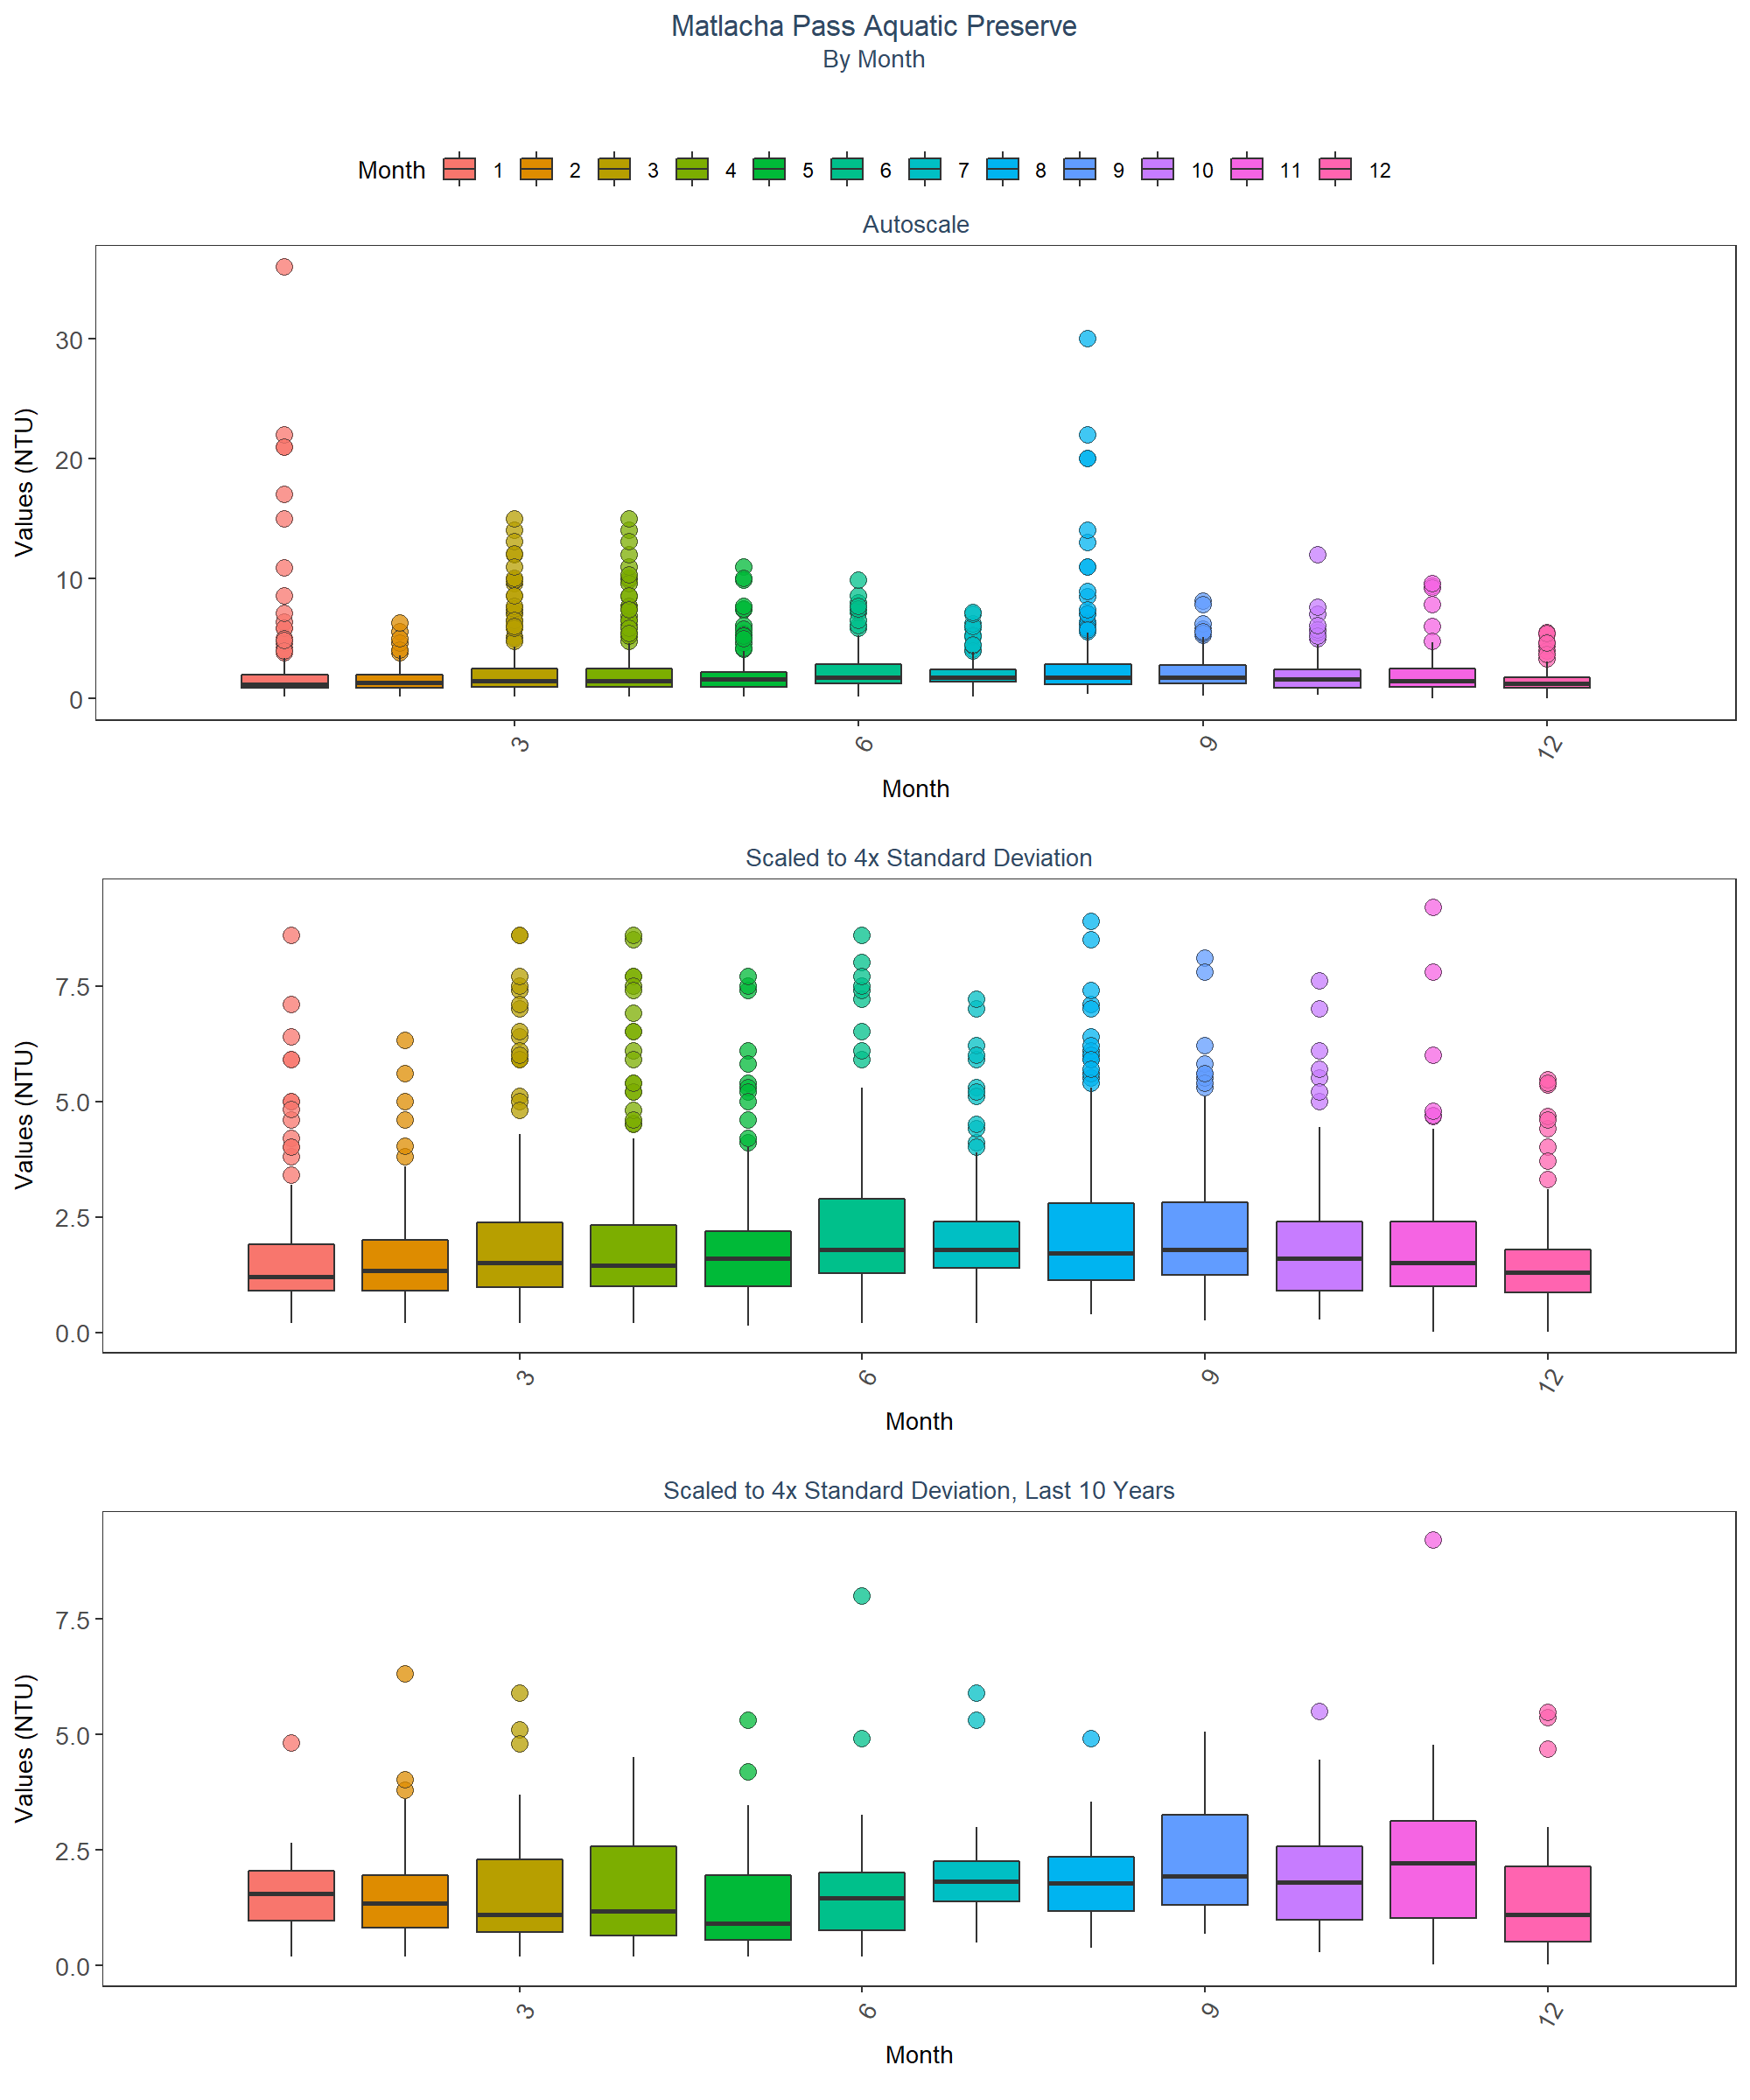 Matlacha Pass Aquatic Preserve
By Month
Month 1 2 3 4 5 6 7 8 9 10 11 12
Autoscale
Values (NTU)
30
20
10
0
3 6 9 12
Month
Scaled to 4x Standard Deviation
Values (NTU)
7.5
5.0
2.5
0.0
3 6 9 12
Month
Scaled to 4x Standard Deviation, Last 10 Years
Values (NTU)
7.5
5.0
2.5
0.0
3 6 9 12
Month